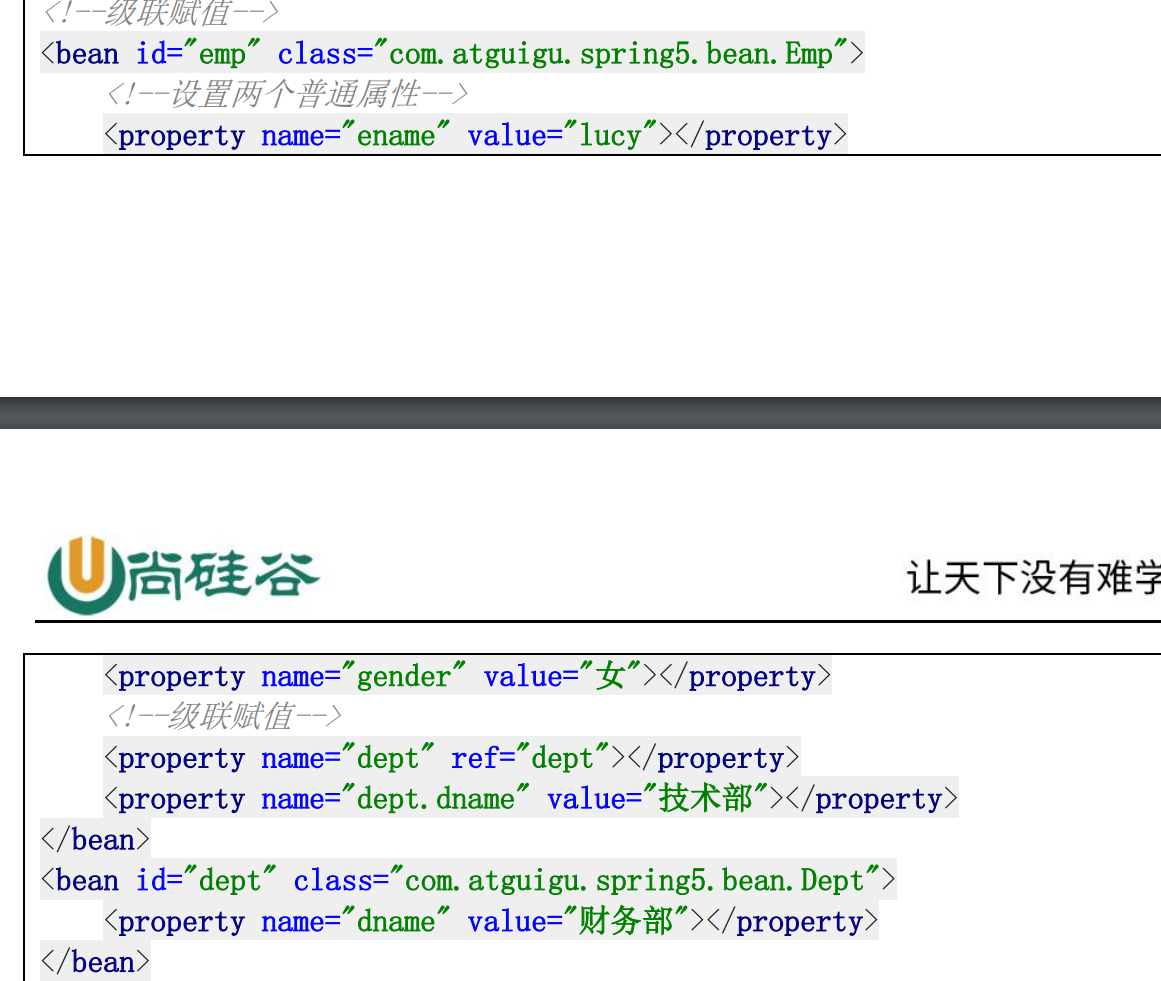 <!--级联赋值-->
<bean id="emp" class="com.atguigu.spring5.bean.Emp">
<!--设置两个普通属性-->
<property name="ename" value="lucy"></property>
尚硅谷
让天下没有难学
<property name="gender" value="女"></property>
<!--级联赋值-->
<property name="dept" ref="dept"></property>
<property name="dept.dname" value="技术部"></property>
</bean>
<bean id="dept" class="com.atguigu.spring5.bean.Dept">
<property name="dname" value="财务部"></property>
</bean>